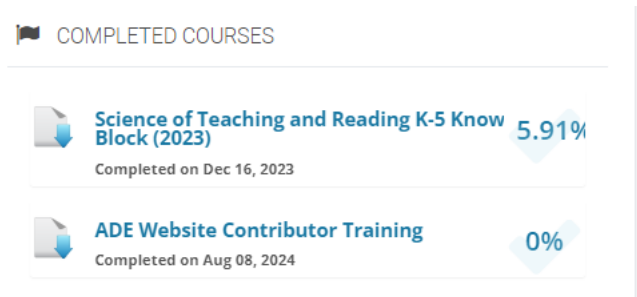 COMPLETED COURSES
Science of Teaching and Reading K-5 Know
Block (2023)
5.91%
Completed on Dec 16, 2023
ADE Website Contributor Training
0%
Completed on Aug 08, 2024